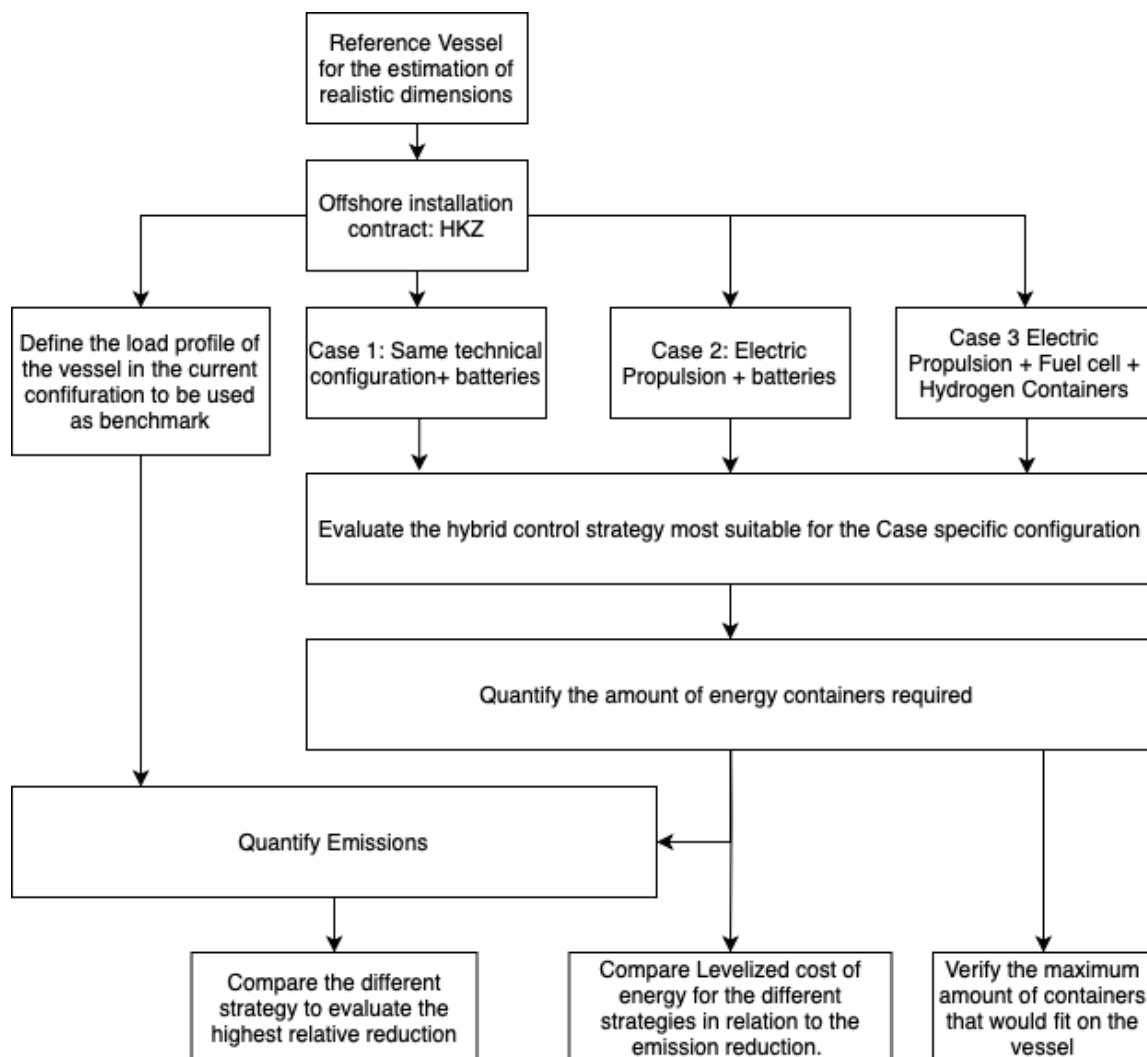 Reference Vessel
for the estimation of
realistic dimensions
Offshore installation
contract: HKZ
Define the load profile of
the vessel in the current
confifuration to be used
as benchmark
Case 1: Same technical
configuration+ batteries
Case 2: Electric
Propulsion + batteries
Case 3 Electric
Propulsion + Fuel cell +
Hydrogen Containers
Evaluate the hybrid control strategy most suitable for the Case specific configuration
Quantify the amount of energy containers required
Quantify Emissions
Compare the different
strategy to evaluate the
highest relative reduction
Compare Levelized cost of
energy for the different
strategies in relation to the
emission reduction.
Verify the maximum
amount of containers
that would fit on the
vessel